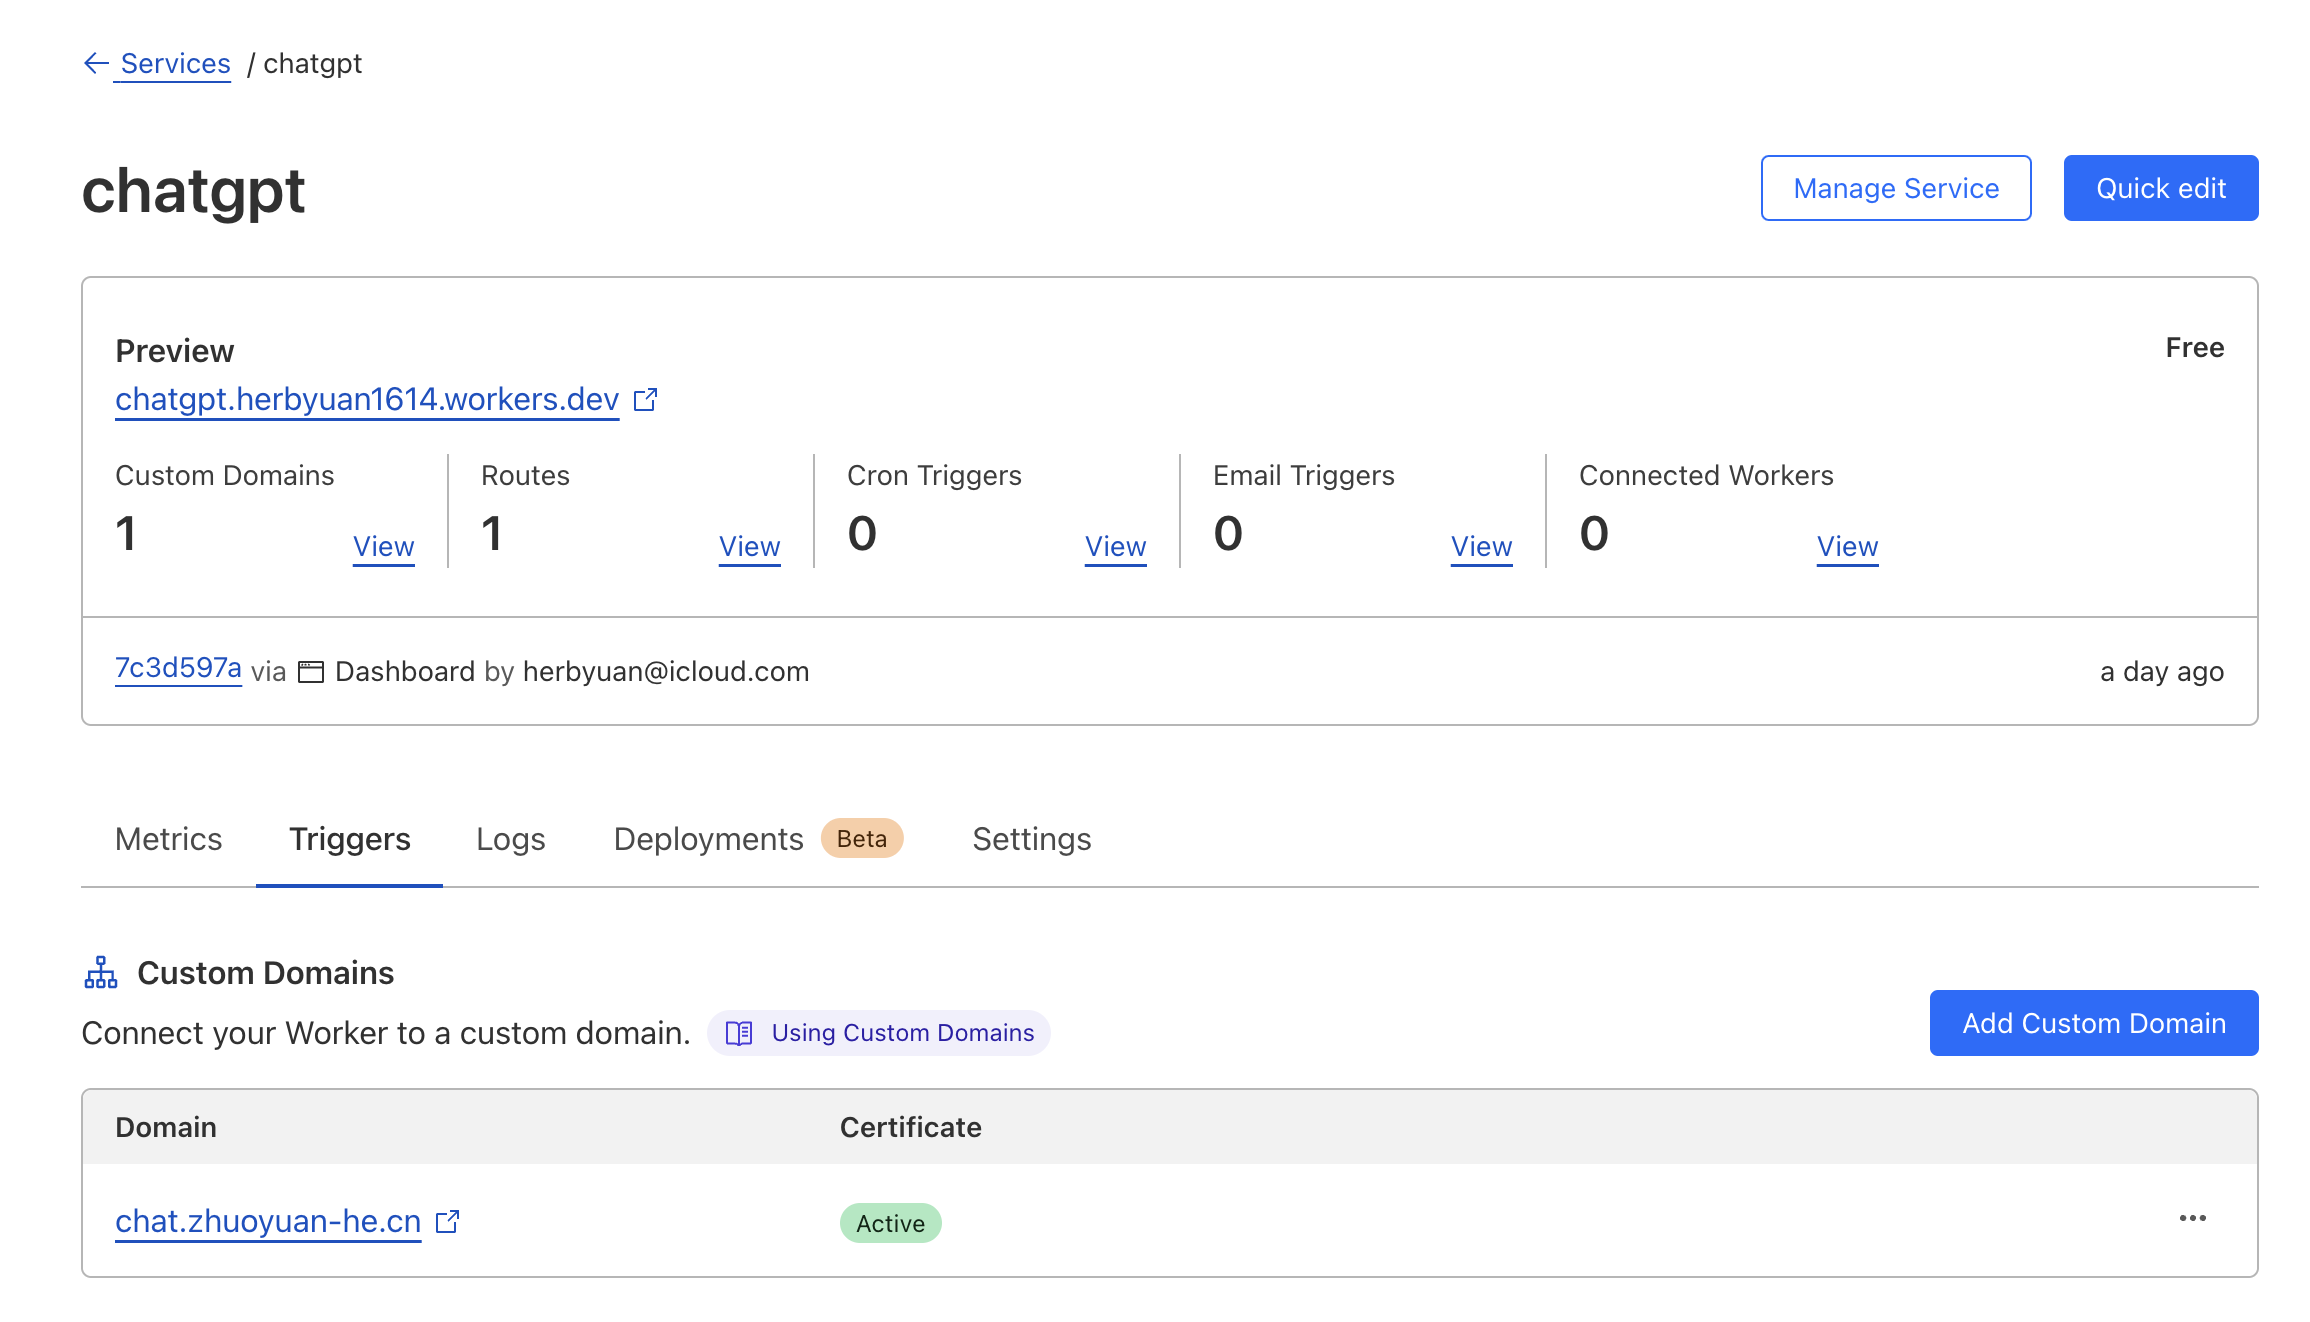 Services / chatgpt
chatgpt
Manage Service
Quick edit
Preview
Free
chatgpt.herbyuan1614.workers.dev
Custom Domains
1
View
Routes
1
View
Cron Triggers
0
View
Email Triggers
0
View
Connected Workers
0
View
7c3d597a via Dashboard by herbyuan@icloud.com
a day ago
Metrics
Triggers
Logs
Deployments Beta
Settings
Custom Domains
Connect your Worker to a custom domain.
Using Custom Domains
Add Custom Domain
Domain
Certificate
chat.zhuoyuan-he.cn
Active